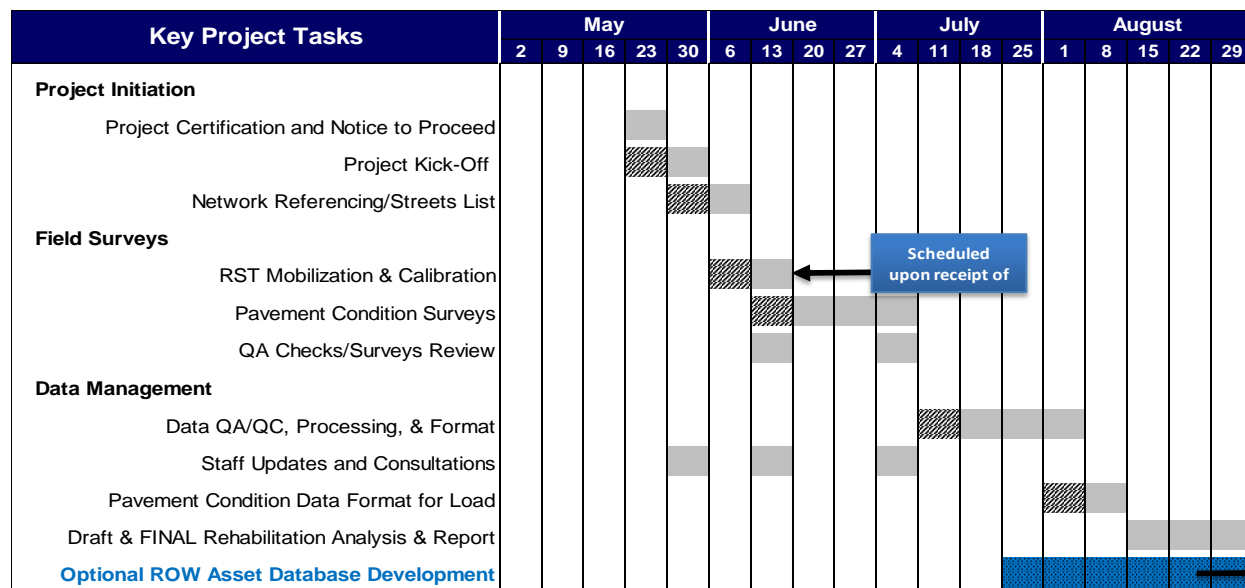 Key Project Tasks
May June July August
2 9 16 23 30 6 13 20 27 4 11 18 25 1 8 15 22 29
Project Initiation
Project Certification and Notice to Proceed
Project Kick-Off
Network Referencing/Streets List
Field Surveys
Scheduled
upon receipt of
RST Mobilization & Calibration
Pavement Condition Surveys
QA Checks/Surveys Review
Data Management
Data QA/QC, Processing, & Format
Staff Updates and Consultations
Pavement Condition Data Format for Load
Draft & FINAL Rehabilitation Analysis & Report
Optional ROW Asset Database Development